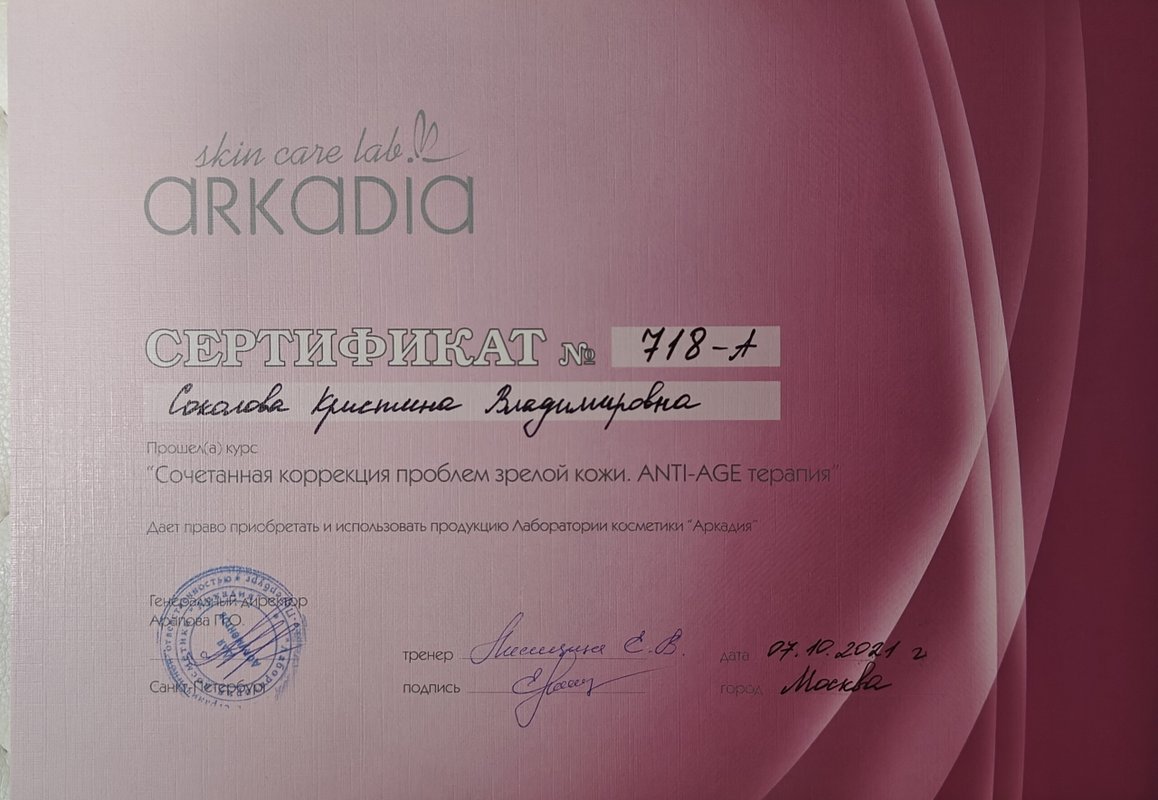 skin care lab.
ARKADIA
СЕРТИФИКАТ № 718-А
Соколова Кристина Владимировна
Прошел(а) курс
"Сочетанная коррекция проблем зрелой кожи. ANTI-AGE терапия"
Дает право приобретать и использовать продукцию Лаборатории косметики "Аркадия"
Генеральный директор
Арапова П.О.
тренер Е.В. дата 07.10.2021 г
Санкт-Петербург подпись город Москва